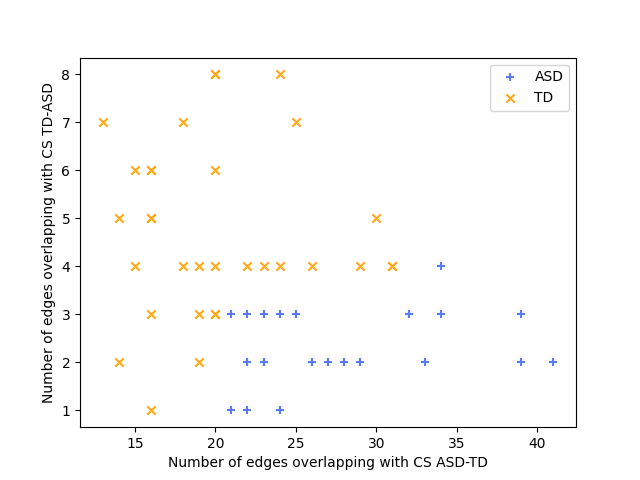 ASD
TD
8
7
6
5
4
3
2
1
Number of edges overlapping with CS TD-ASD
15 20 25 30 35 40
Number of edges overlapping with CS ASD-TD